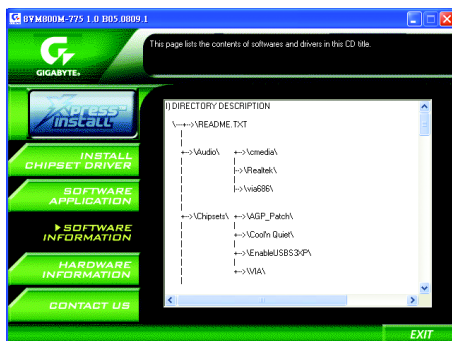 8VM800M-775 1.0 B05.0809.1
This page lists the contents of softwares and drivers in this CD title.
GIGABYTE
Xpress Install
INSTALL
CHIPSET DRIVER
SOFTWARE
APPLICATION
SOFTWARE
INFORMATION
HARDWARE
INFORMATION
CONTACT US
I) DIRECTORY DESCRIPTION
\---+-->\README.TXT
|
+-->\Audio\ +-->\cmedia\
| |
| |->\Realtek\
| |
| |->\via686\
|
+-->\Chipsets\ +-->\AGP_Patch\
| |
| +-->\Cool'n Quiet\
| |
| +-->\EnableUSBS3XP\
| |
| +-->\VIA\
EXIT